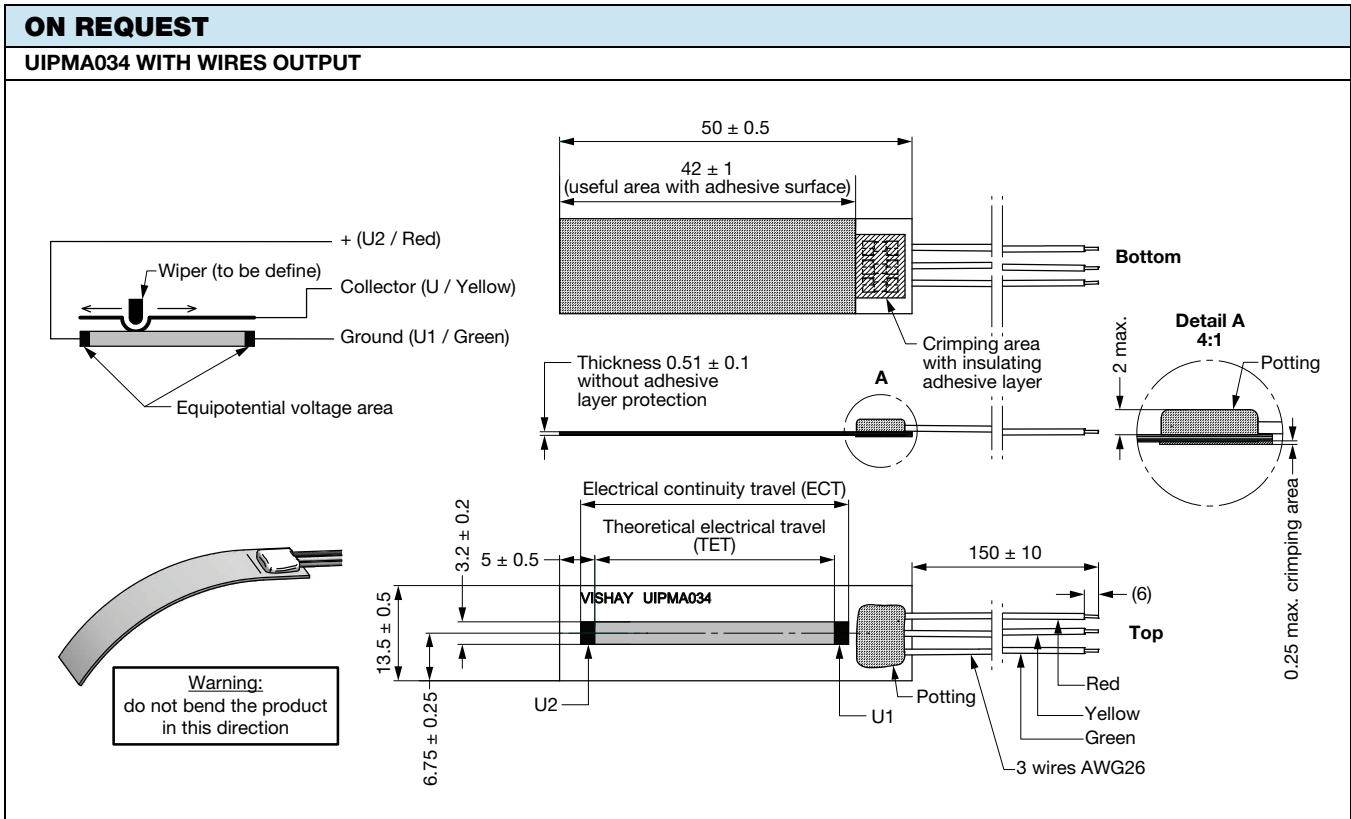 ON REQUEST
UIPMA034 WITH WIRES OUTPUT
50 ± 0.5
42 ± 1
(useful area with adhesive surface)
+ (U2 / Red)
Wiper (to be define)
Collector (U / Yellow)
Ground (U1 / Green)
Equipotential voltage area
Bottom
Crimping area
with insulating
adhesive layer
Thickness 0.51 ± 0.1
without adhesive
layer protection
A
Detail A
4:1
2 max.
Potting
0.25 max. crimping area
Electrical continuity travel (ECT)
Theoretical electrical travel
(TET)
3.2 ± 0.2
5 ± 0.5
150 ± 10
(6)
VISHAY UIPMA034
13.5 ± 0.5
6.75 ± 0.25
Top
U2
Potting
U1
Red
Yellow
Green
3 wires AWG26
Warning:
do not bend the product
in this direction